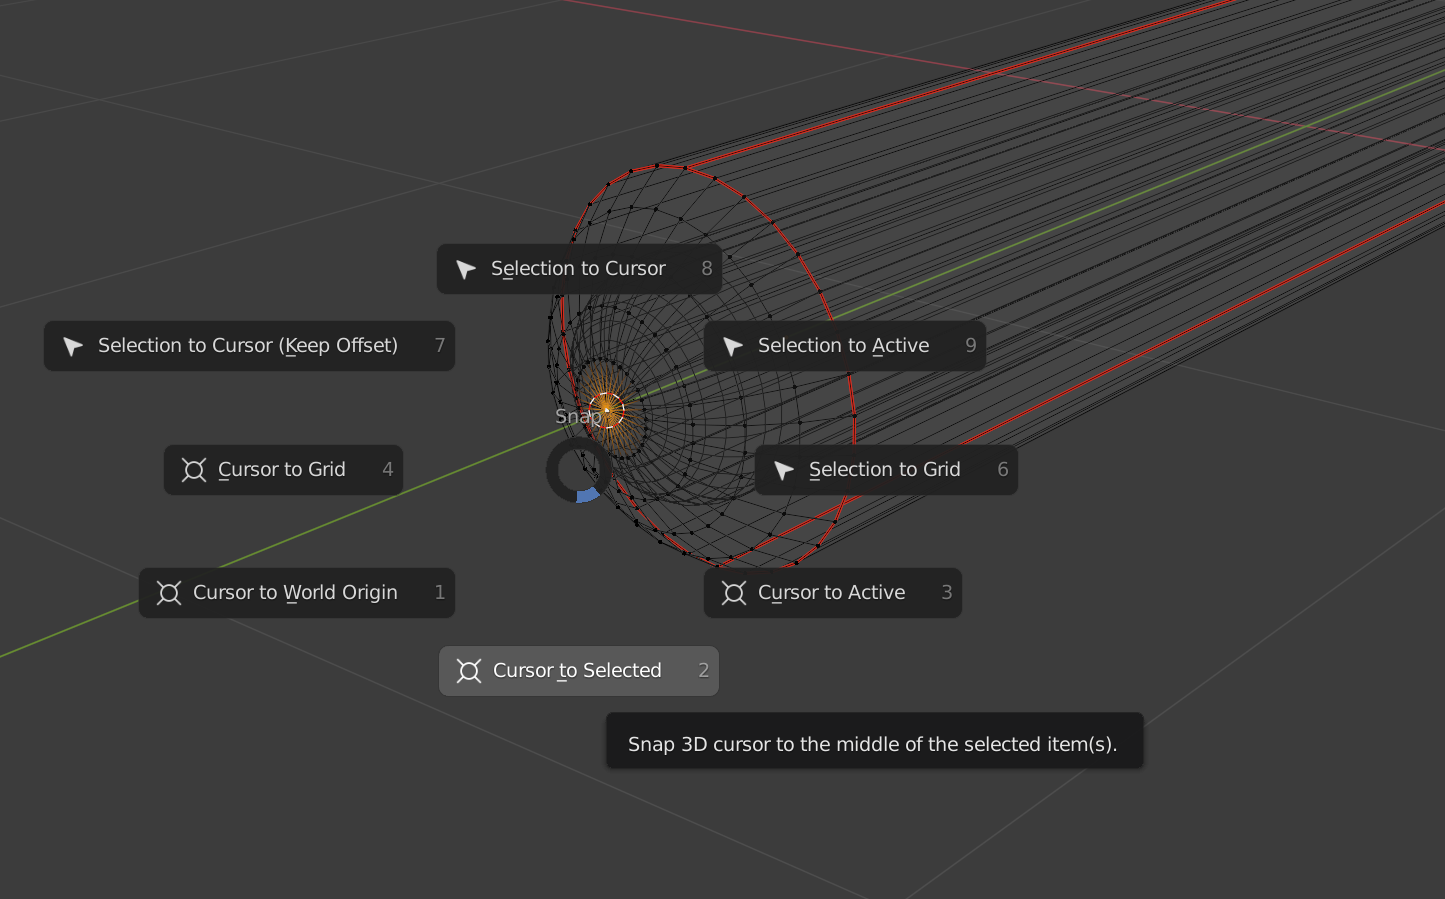 Selection to Cursor 8
Selection to Cursor (Keep Offset) 7
Selection to Active 9
Snap
Cursor to Grid 4
Selection to Grid 6
Cursor to World Origin 1
Cursor to Active 3
Cursor to Selected 2
Snap 3D cursor to the middle of the selected item(s).